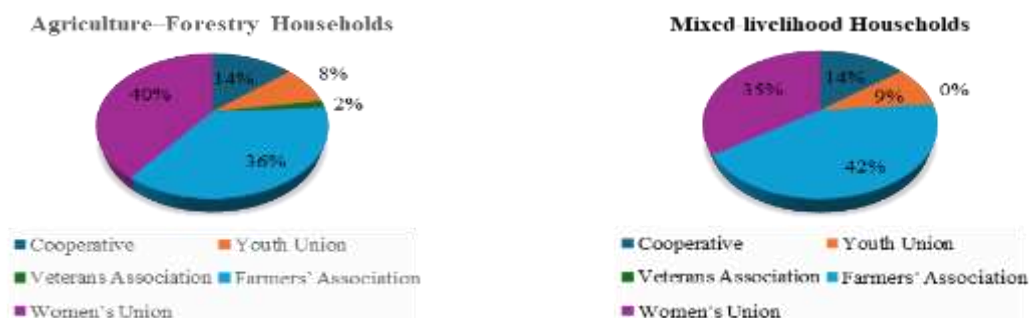 Agriculture–Forestry Households
14%
8%
2%
36%
40%
Cooperative
Youth Union
Veterans Association
Farmers' Association
Women's Union
Mixed-livelihood Households
14%
9%
0%
42%
35%
Cooperative
Youth Union
Veterans Association
Farmers' Association
Women's Union